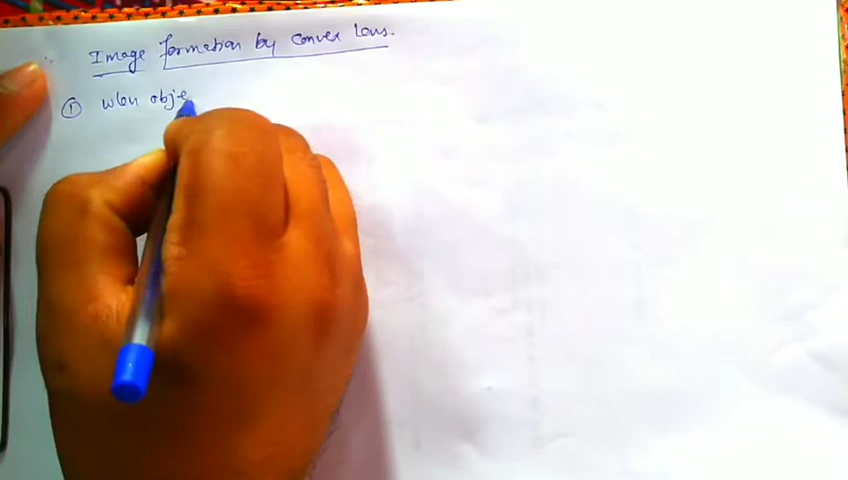 Image formation by convex lens.
① when obje